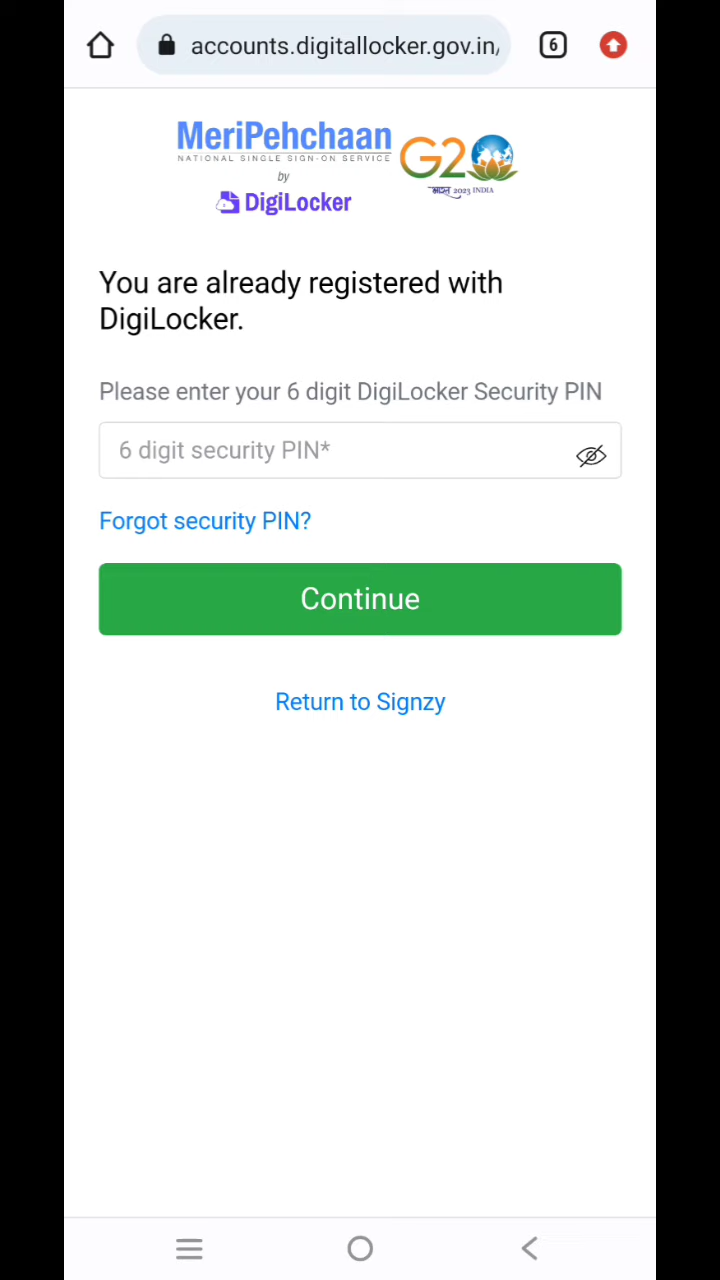 accounts.digitallocker.gov.in/
6
MeriPehchaan
NATIONAL SINGLE SIGN-ON SERVICE
by
DigiLocker
G20
भारत 2023 INDIA
You are already registered with
DigiLocker.
Please enter your 6 digit DigiLocker Security PIN
6 digit security PIN*
Forgot security PIN?
Continue
Return to Signzy